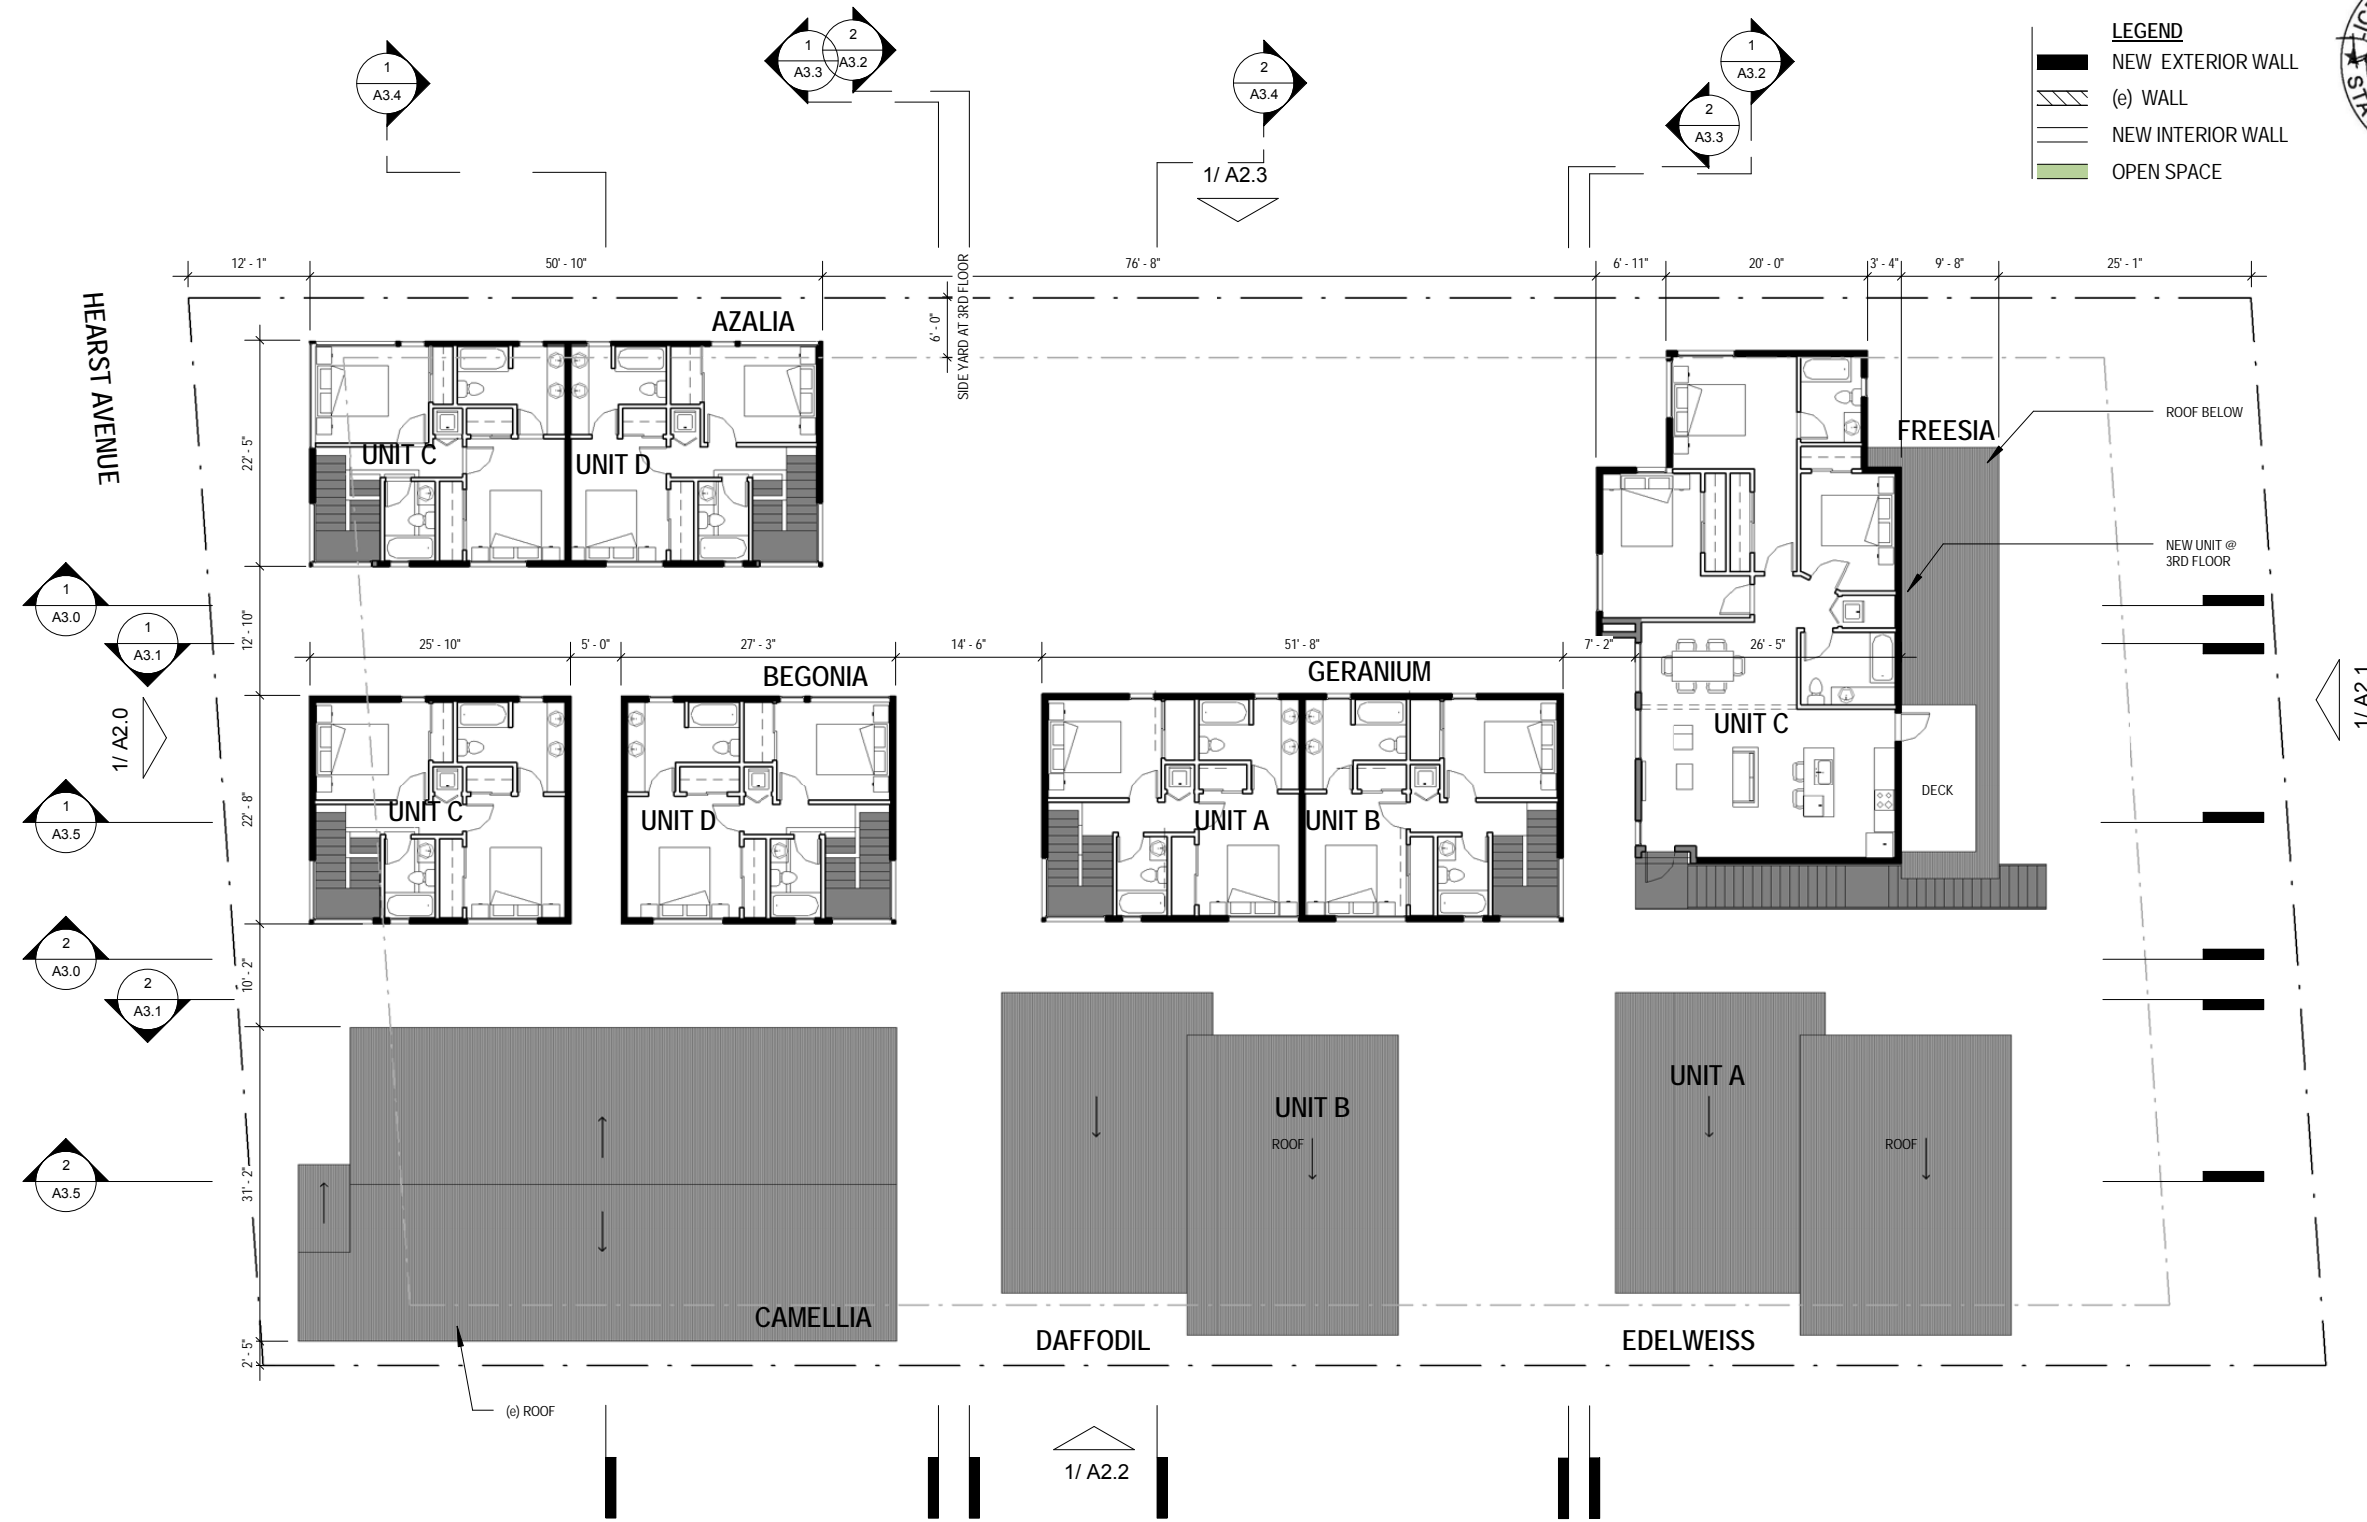 LEGEND
NEW EXTERIOR WALL
(e) WALL
NEW INTERIOR WALL
OPEN SPACE
1
A3.4
1
A3.3
2
A3.2
2
A3.4
1
A3.2
2
A3.3
1/ A2.3
12' - 1"
50' - 10"
76' - 8"
6' - 11"
20' - 0"
3' - 4"
9' - 8"
25' - 1"
6' - 0"
SIDE YARD AT 3RD FLOOR
HEARST AVENUE
AZALIA
UNIT C
UNIT D
22' - 5"
FREESIA
ROOF BELOW
NEW UNIT @
3RD FLOOR
1
A3.0
1
A3.1
12' - 10"
25' - 10"
5' - 0"
27' - 3"
14' - 6"
51' - 8"
7' - 2"
26' - 5"
BEGONIA
GERANIUM
1/ A2.0
1/ A2.1
UNIT C
DECK
1
A3.5
22' - 8"
UNIT C
UNIT D
UNIT A
UNIT B
2
A3.0
2
A3.1
10' - 2"
UNIT B
ROOF
UNIT A
ROOF
2
A3.5
31' - 2"
CAMELLIA
DAFFODIL
EDELWEISS
2' - 5"
(e) ROOF
1/ A2.2